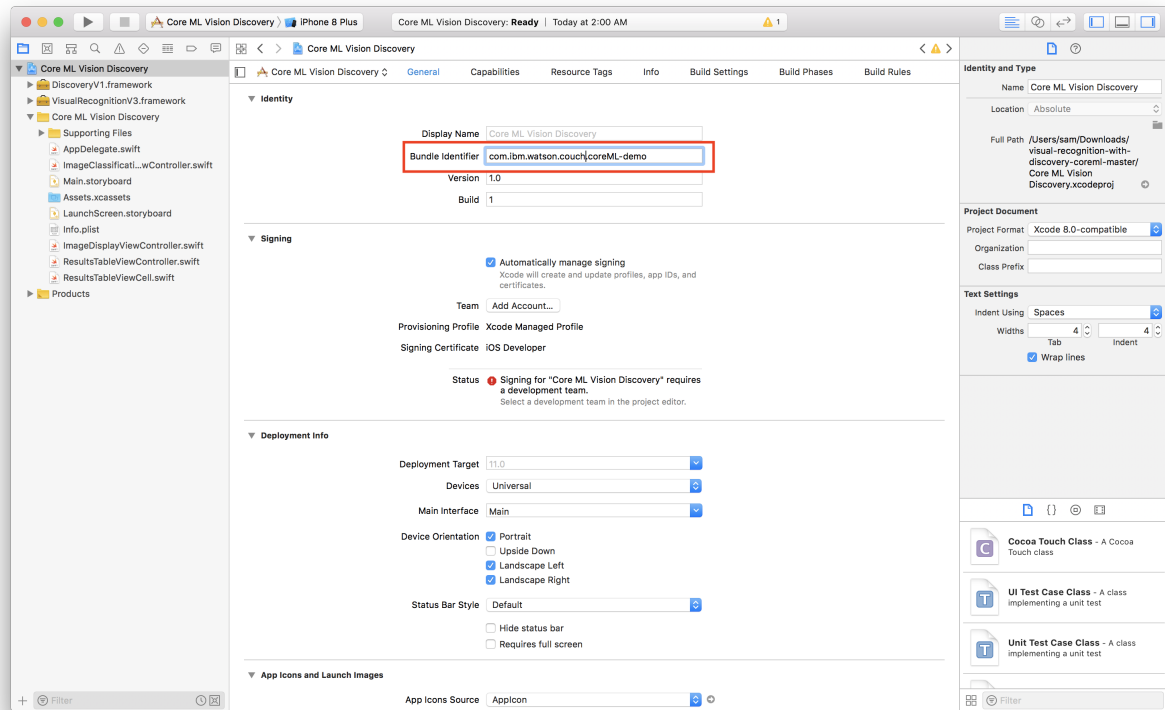 Core ML Vision Discovery
iPhone 8 Plus
Core ML Vision Discovery: Ready | Today at 2:00 AM
1
Core ML Vision Discovery
Core ML Vision Discovery
DiscoveryV1.framework
VisualRecognitionV3.framework
Core ML Vision Discovery
Supporting Files
AppDelegate.swift
ImageClassificati...wController.swift
Main.storyboard
Assets.xcassets
LaunchScreen.storyboard
Info.plist
ImageDisplayViewController.swift
ResultsTableViewController.swift
ResultsTableViewCell.swift
Products
Filter
Core ML Vision Discovery
General
Capabilities
Resource Tags
Info
Build Settings
Build Phases
Build Rules
Identity
Display Name Core ML Vision Discovery
Bundle Identifier com.ibm.watson.couch.coreML-demo
Version 1.0
Build 1
Signing
Automatically manage signing
Xcode will create and update profiles, app IDs, and
certificates.
Team Add Account...
Provisioning Profile Xcode Managed Profile
Signing Certificate iOS Developer
Status Signing for "Core ML Vision Discovery" requires
a development team.
Select a development team in the project editor.
Deployment Info
Deployment Target 11.0
Devices Universal
Main Interface Main
Device Orientation Portrait
Upside Down
Landscape Left
Landscape Right
Status Bar Style Default
Hide status bar
Requires full screen
App Icons and Launch Images
App Icons Source AppIcon
Identity and Type
Name Core ML Vision Discovery
Location Absolute
Full Path /Users/sam/Downloads/
visual-recognition-with-
discovery-coreml-master/
Core ML Vision
Discovery.xcodeproj
Project Document
Project Format Xcode 8.0-compatible
Organization
Class Prefix
Text Settings
Indent Using Spaces
Widths 4 4
Tab Indent
Wrap lines
{}
C
Cocoa Touch Class - A Cocoa
Touch class
T
UI Test Case Class - A class
implementing a unit test
T
Unit Test Case Class - A class
implementing a unit test
Filter